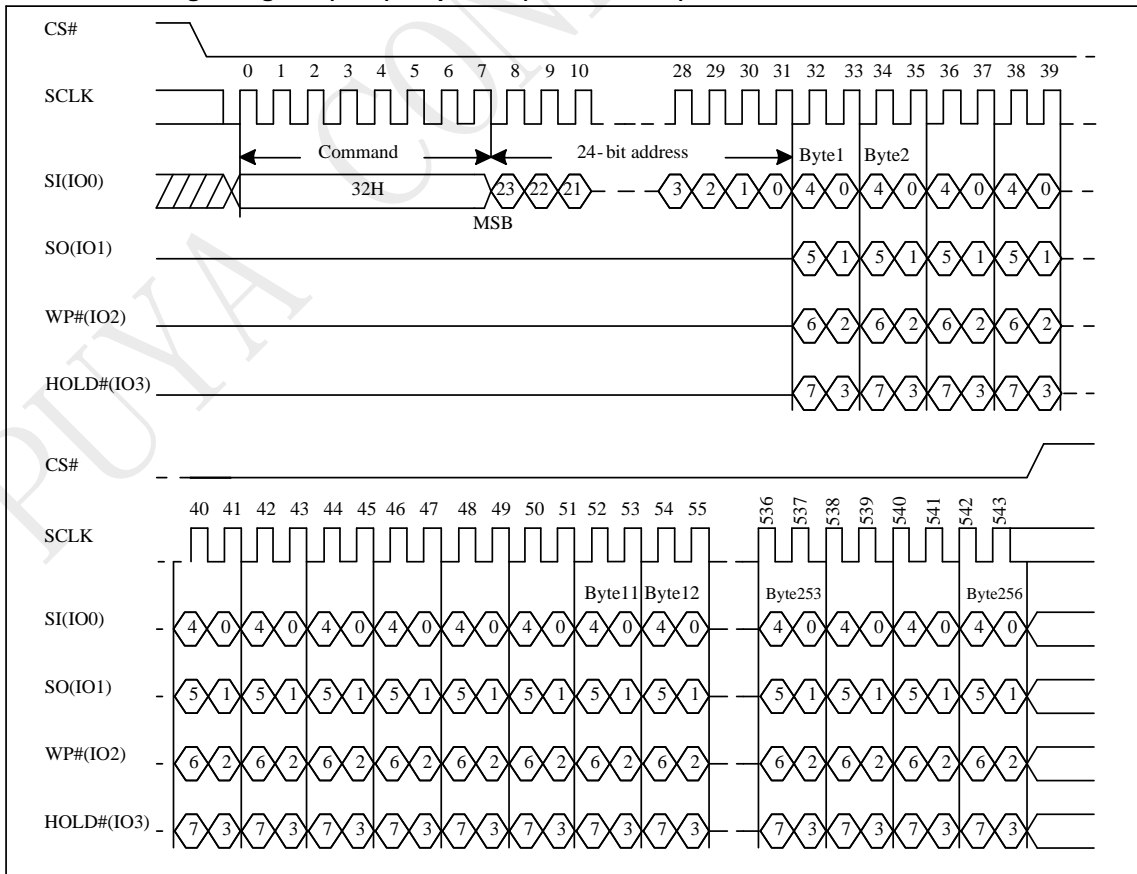 CS#
0 1 2 3 4 5 6 7 8 9 10 28 29 30 31 32 33 34 35 36 37 38 39
SCLK
Command 24-bit address Byte1 Byte2
SI(IO0) 32H 23 22 21 3 2 1 0 4 0 4 0 4 0 4 0
MSB
SO(IO1) 5 1 5 1 5 1 5 1
WP#(IO2) 6 2 6 2 6 2 6 2
HOLD#(IO3) 7 3 7 3 7 3 7 3
CS#
40 41 42 43 44 45 46 47 48 49 50 51 52 53 54 55 536 537 538 539 540 541 542 543
SCLK
Byte11 Byte12 Byte253 Byte256
SI(IO0) 4 0 4 0 4 0 4 0 4 0 4 0 4 0 4 0 4 0 4 0 4 0 4 0
SO(IO1) 5 1 5 1 5 1 5 1 5 1 5 1 5 1 5 1 5 1 5 1 5 1 5 1
WP#(IO2) 6 2 6 2 6 2 6 2 6 2 6 2 6 2 6 2 6 2 6 2 6 2 6 2
HOLD#(IO3) 7 3 7 3 7 3 7 3 7 3 7 3 7 3 7 3 7 3 7 3 7 3 7 3
PUYA